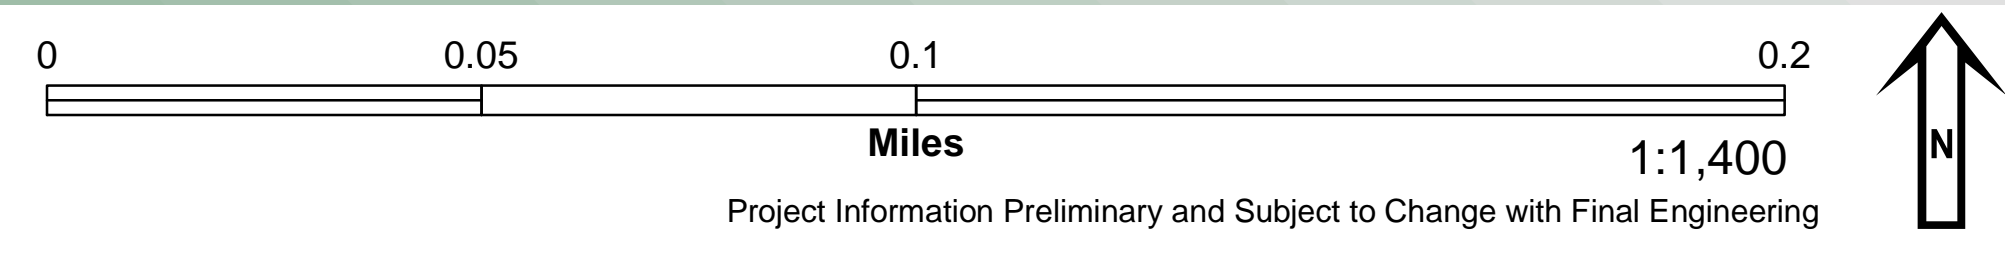 0 0.05 0.1 0.2
Miles
1:1,400
N
Project Information Preliminary and Subject to Change with Final Engineering